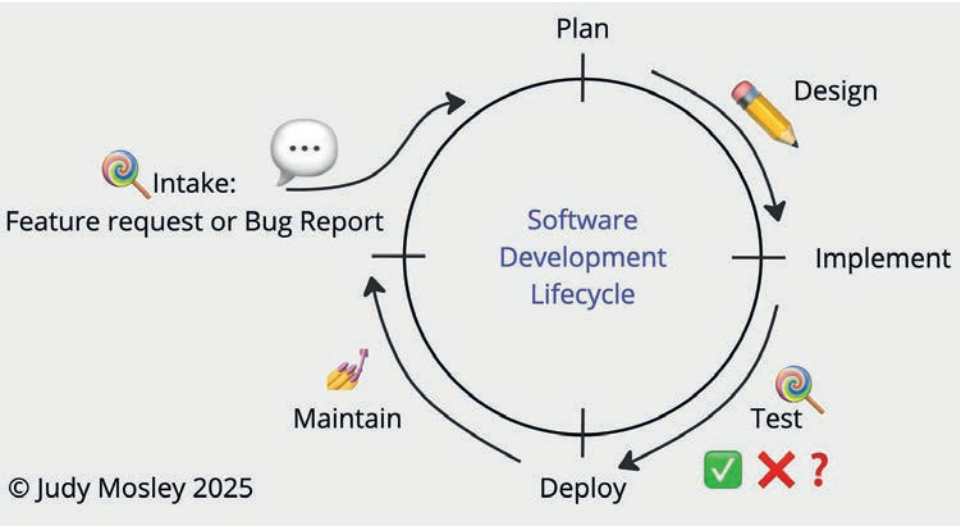 Plan
Design
Intake:
Feature request or Bug Report
Software
Development
Lifecycle
Implement
Maintain
Test
Deploy
?
© Judy Mosley 2025